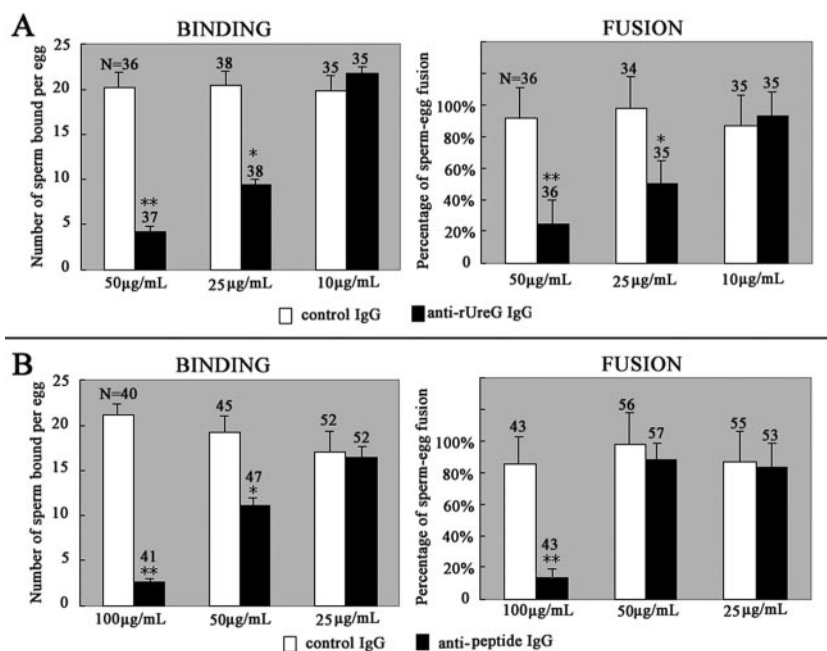 A
BINDING
FUSION
Number of sperm bound per egg
25
20
15
10
5
0
N=36
38
35
35
**
37
*
38
50µg/mL
25µg/mL
10µg/mL
Percentage of sperm-egg fusion
100%
80%
60%
40%
20%
N=36
34
35
35
**
36
*
35
50µg/mL
25µg/mL
10µg/mL
control IgG
anti-rUreG IgG
B
BINDING
FUSION
Number of sperm bound per egg
25
20
15
10
5
0
N=40
45
52
52
41
**
47
*
100µg/mL
50µg/mL
25µg/mL
Percentage of sperm-egg fusion
100%
80%
60%
40%
20%
43
56
57
55
53
43
**
100µg/mL
50µg/mL
25µg/mL
control IgG
anti-peptide IgG